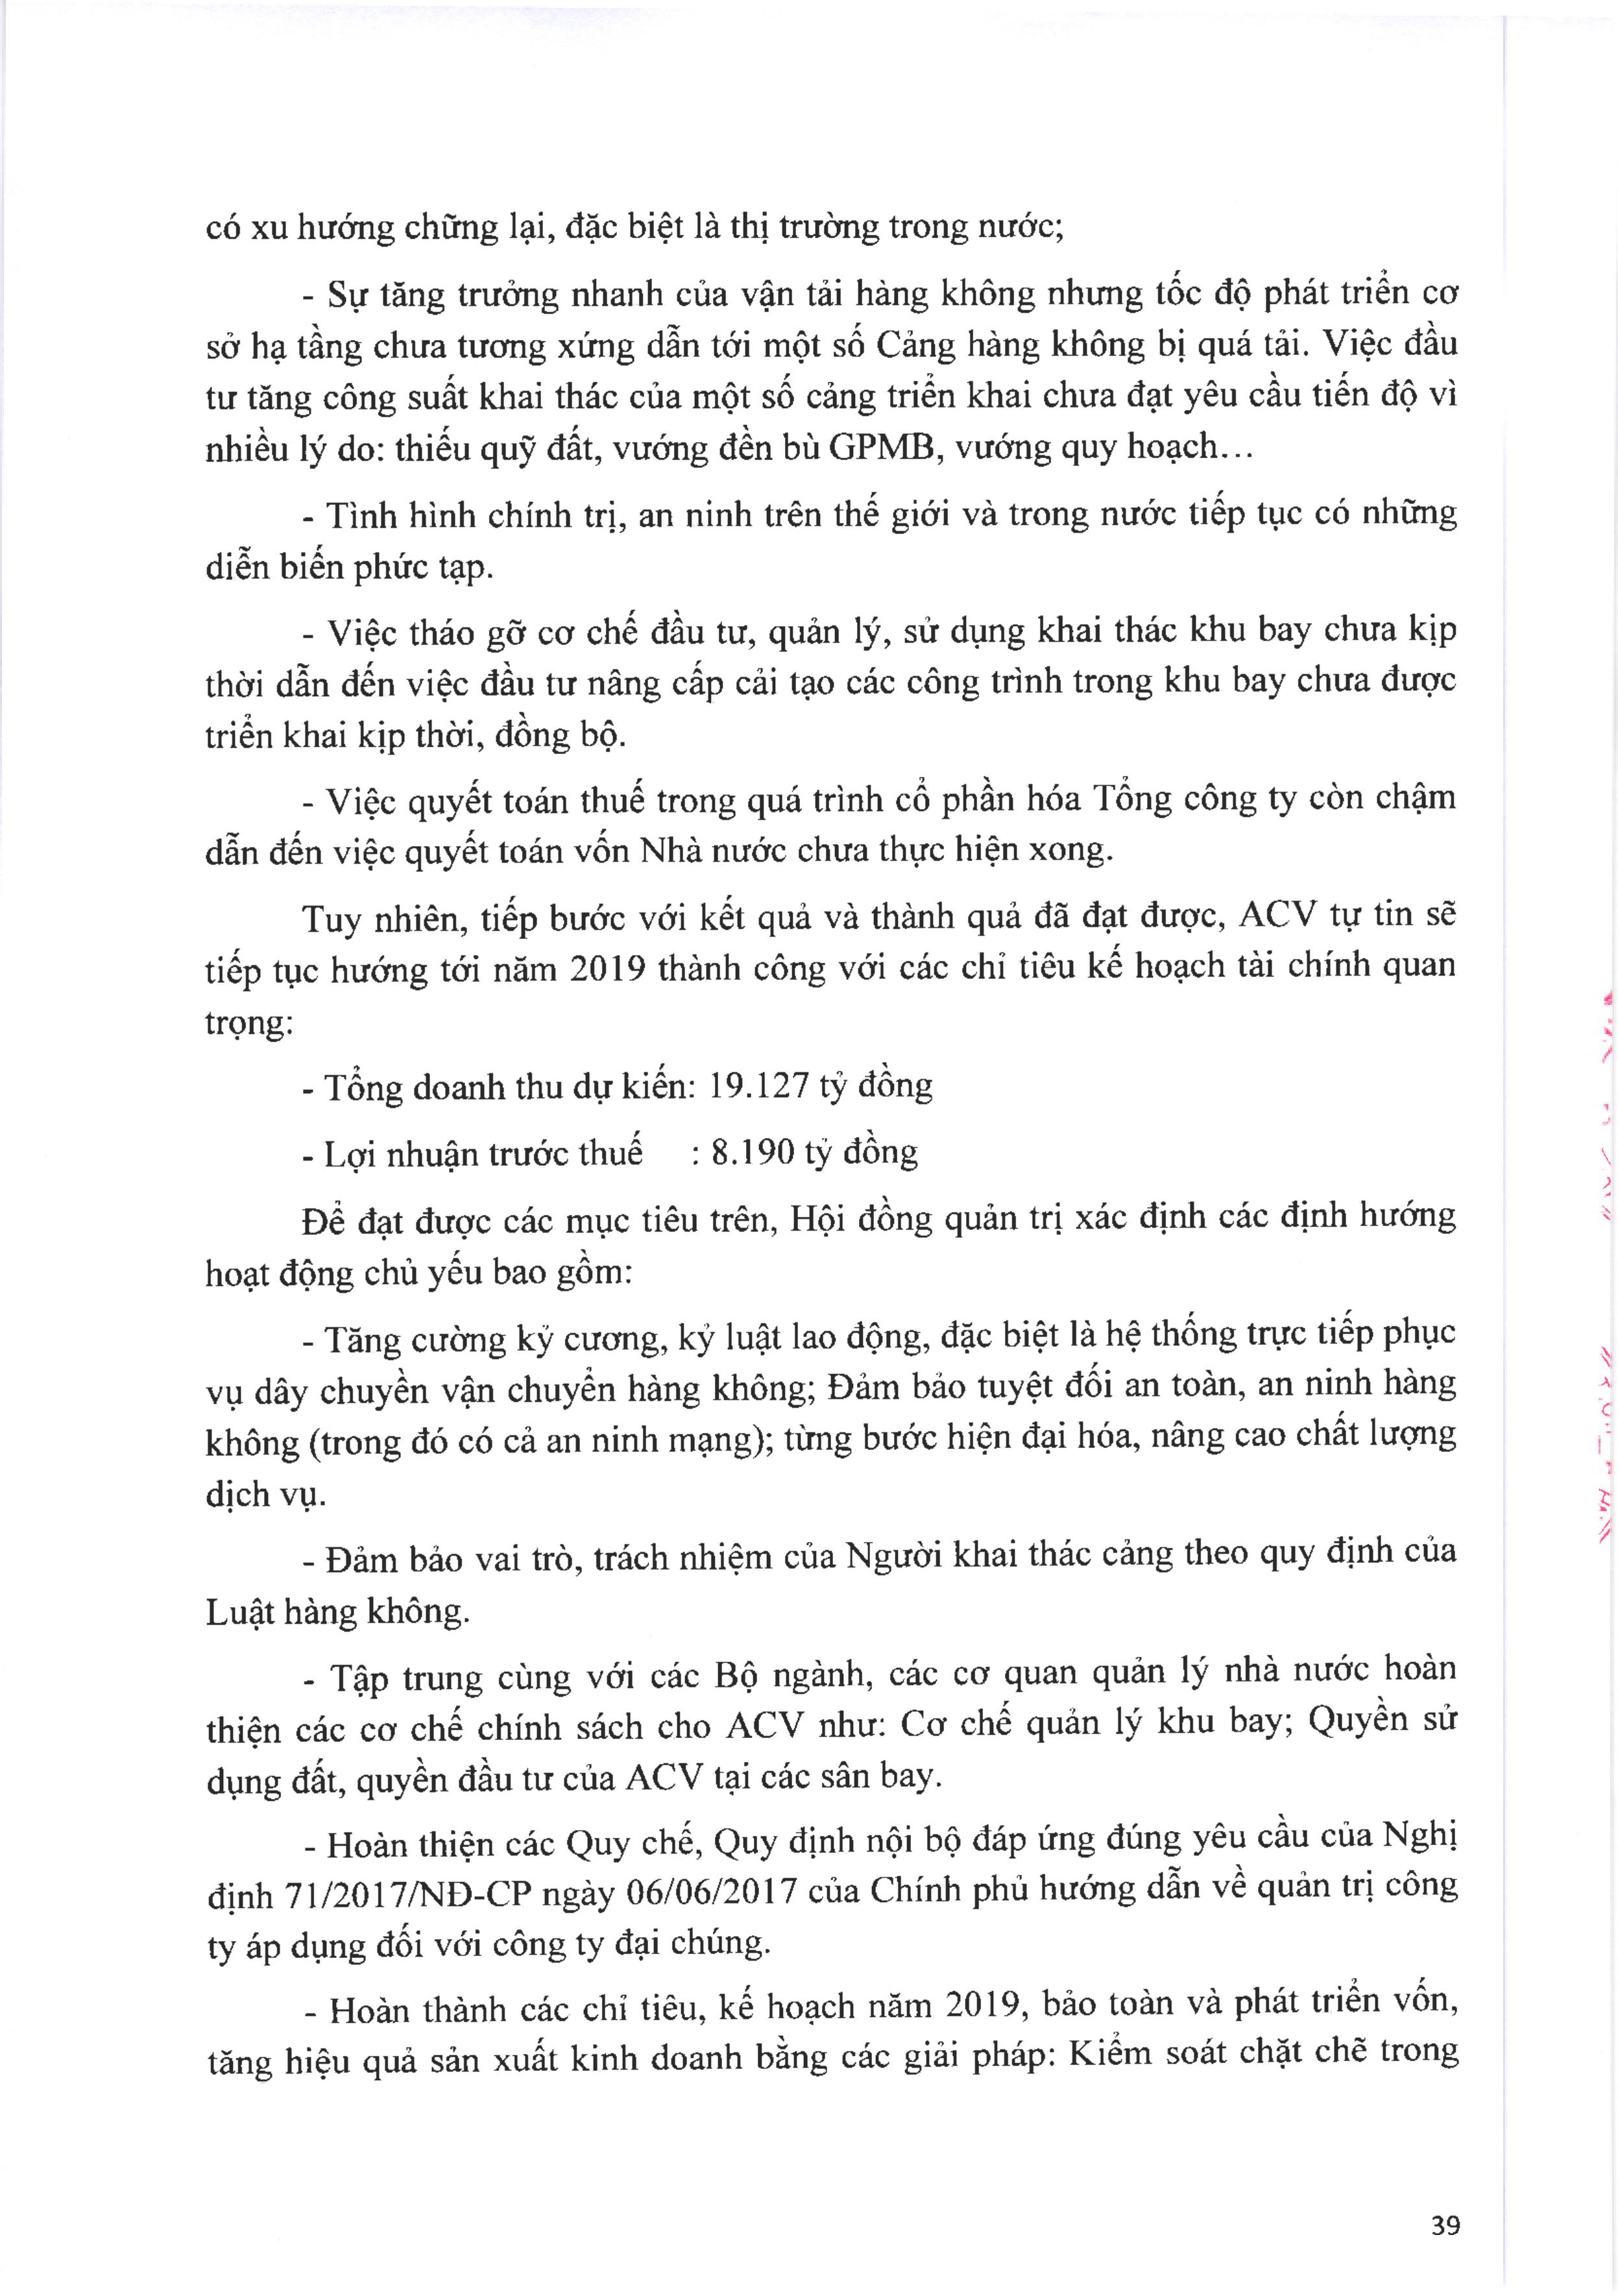 có xu hướng chững lại, đặc biệt là thị trường trong nước;
- Sự tăng trưởng nhanh của vận tải hàng không nhưng tốc độ phát triển cơ
sở hạ tầng chưa tương xứng dẫn tới một số Cảng hàng không bị quá tải. Việc đầu
tư tăng công suất khai thác của một số cảng triển khai chưa đạt yêu cầu tiến độ vì
nhiều lý do: thiếu quỹ đất, vướng đền bù GPMB, vướng quy hoạch...
- Tình hình chính trị, an ninh trên thế giới và trong nước tiếp tục có những
diễn biến phức tạp.
- Việc tháo gỡ cơ chế đầu tư, quản lý, sử dụng khai thác khu bay chưa kịp
thời dẫn đến việc đầu tư nâng cấp cải tạo các công trình trong khu bay chưa được
triển khai kịp thời, đồng bộ.
- Việc quyết toán thuế trong quá trình cổ phần hóa Tổng công ty còn chậm
dẫn đến việc quyết toán vốn Nhà nước chưa thực hiện xong.
Tuy nhiên, tiếp bước với kết quả và thành quả đã đạt được, ACV tự tin sẽ
tiếp tục hướng tới năm 2019 thành công với các chỉ tiêu kế hoạch tài chính quan
trọng:
- Tổng doanh thu dự kiến: 19.127 tỷ đồng
- Lợi nhuận trước thuế : 8.190 tỷ đồng
Để đạt được các mục tiêu trên, Hội đồng quản trị xác định các định hướng
hoạt động chủ yếu bao gồm:
- Tăng cường kỷ cương, kỷ luật lao động, đặc biệt là hệ thống trực tiếp phục
vụ dây chuyền vận chuyển hàng không; Đảm bảo tuyệt đối an toàn, an ninh hàng
không (trong đó có cả an ninh mạng); từng bước hiện đại hóa, nâng cao chất lượng
dịch vụ.
- Đảm bảo vai trò, trách nhiệm của Người khai thác cảng theo quy định của
Luật hàng không.
- Tập trung cùng với các Bộ ngành, các cơ quan quản lý nhà nước hoàn
thiện các cơ chế chính sách cho ACV như: Cơ chế quản lý khu bay; Quyền sử
dụng đất, quyền đầu tư của ACV tại các sân bay.
- Hoàn thiện các Quy chế, Quy định nội bộ đáp ứng đúng yêu cầu của Nghị
định 71/2017/NĐ-CP ngày 06/06/2017 của Chính phủ hướng dẫn về quản trị công
ty áp dụng đối với công ty đại chúng.
- Hoàn thành các chỉ tiêu, kế hoạch năm 2019, bảo toàn và phát triển vốn,
tăng hiệu quả sản xuất kinh doanh bằng các giải pháp: Kiểm soát chặt chẽ trong
39